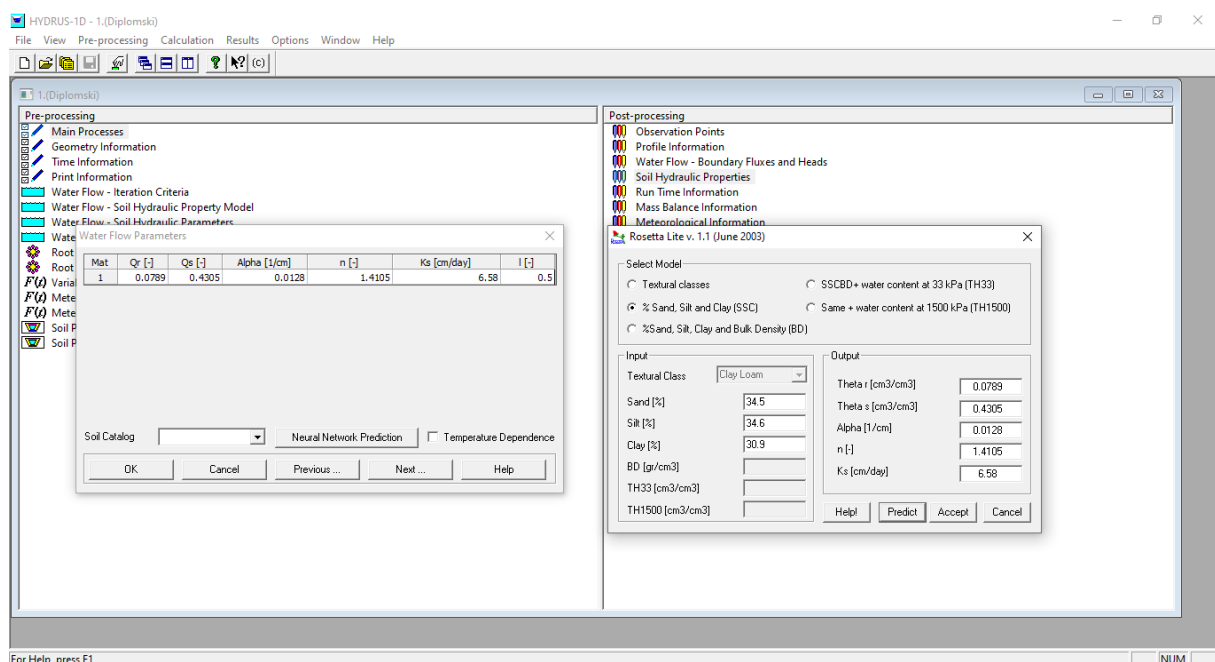 HYDRUS-1D - 1.(Diplomski)
File View Pre-processing Calculation Results Options Window Help
(c)
1.(Diplomski)
Pre-processing
Main Processes
Geometry Information
Time Information
Print Information
Water Flow - Iteration Criteria
Water Flow - Soil Hydraulic Property Model
Water Flow - Soil Hydraulic Parameters
Wate
Root
Root
F(t) Varial
F(t) Mete
F(t) Mete
Soil P
Soil P
Water Flow Parameters
Mat Qr [-] Qs [-] Alpha [1/cm] n [-] Ks [cm/day] l [-]
1 0.0789 0.4305 0.0128 1.4105 6.58 0.5
Soil Catalog Neural Network Prediction Temperature Dependence
OK Cancel Previous ... Next ... Help
Post-processing
Observation Points
Profile Information
Water Flow - Boundary Fluxes and Heads
Soil Hydraulic Properties
Run Time Information
Mass Balance Information
Meteorological Information
Rosetta Lite v. 1.1 (June 2003)
Select Model
Textural classes
SSCBD+ water content at 33 kPa (TH33)
% Sand, Silt and Clay (SSC)
Same + water content at 1500 kPa (TH1500)
%Sand, Silt, Clay and Bulk Density (BD)
Input
Textural Class Clay Loam
Sand [%] 34.5
Silt [%] 34.6
Clay [%] 30.9
BD [gr/cm3]
TH33 [cm3/cm3]
TH1500 [cm3/cm3]
Output
Theta r [cm3/cm3] 0.0789
Theta s [cm3/cm3] 0.4305
Alpha [1/cm] 0.0128
n [-] 1.4105
Ks [cm/day] 6.58
Help! Predict Accept Cancel
For Help, press F1
NUM